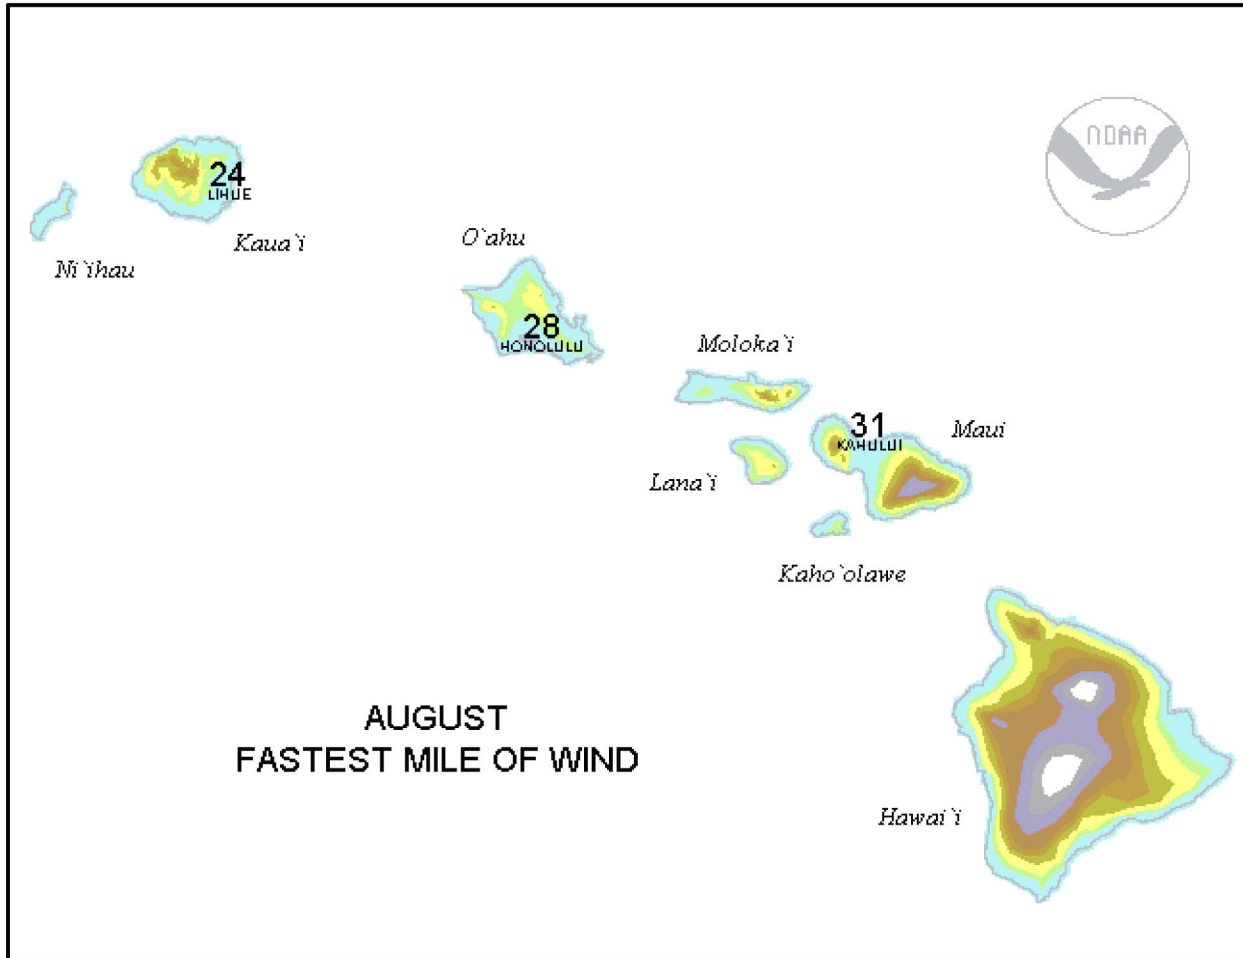 NOAA
24
LIHUE
Kaua`i
Ni`ihau
O`ahu
28
HONOLULU
Moloka`i
31
KAHULUI
Maui
Lana`i
Kaho`olawe
AUGUST
FASTEST MILE OF WIND
Hawai`i